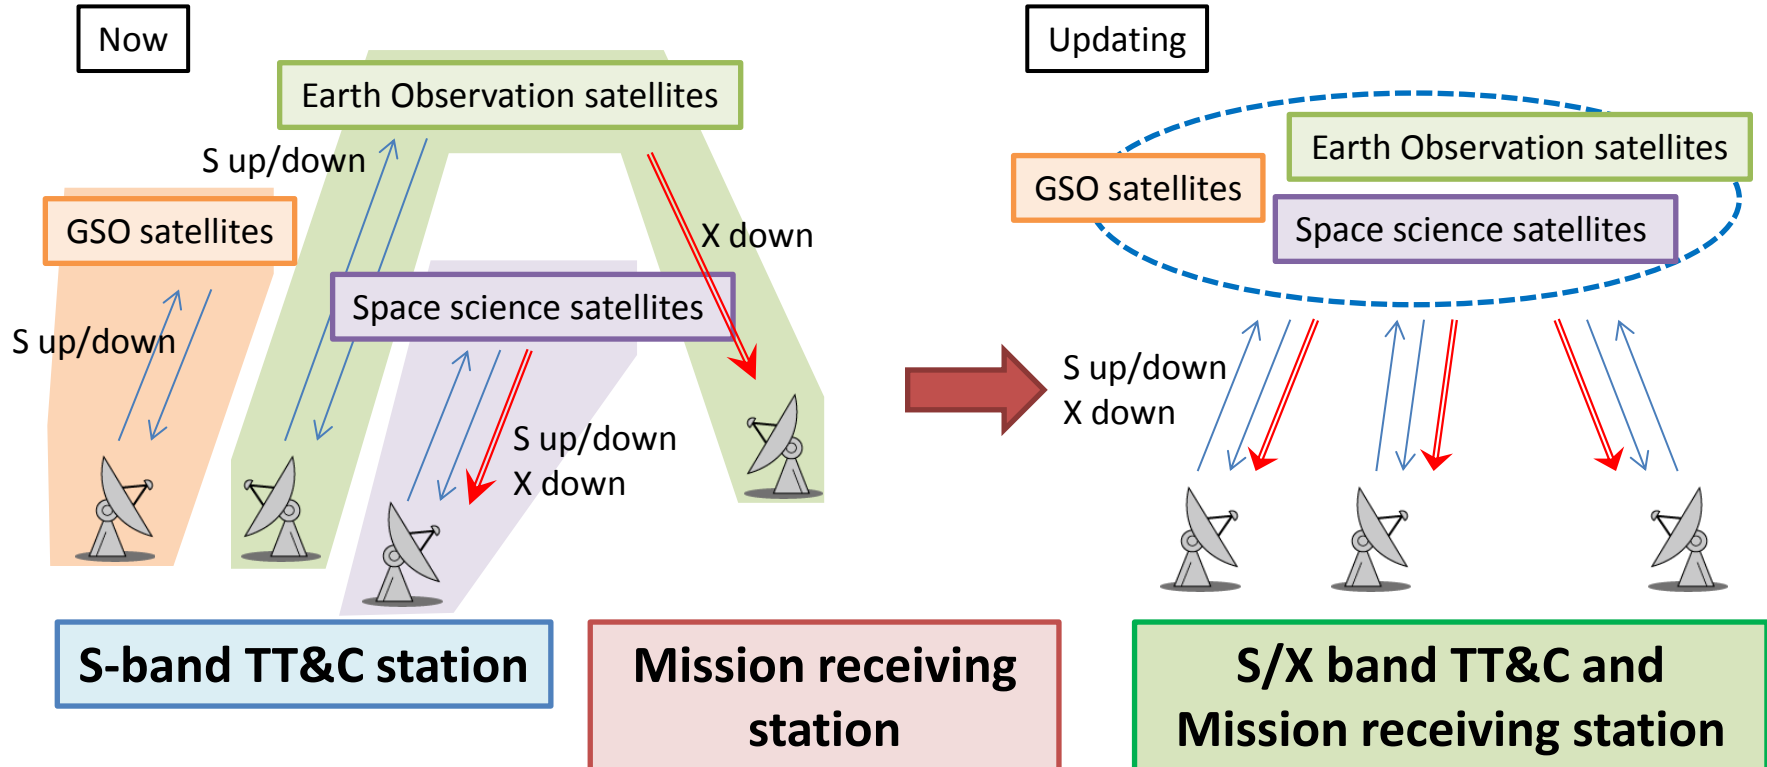 Now
Earth Observation satellites
S up/down
GSO satellites
X down
Space science satellites
S up/down
S up/down
X down
S-band TT&C station
Mission receiving
station
Updating
Earth Observation satellites
GSO satellites
Space science satellites
S up/down
X down
S/X band TT&C and
Mission receiving station